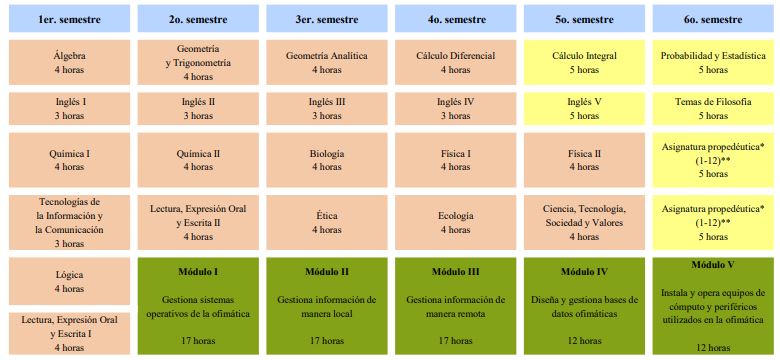 1er. semestre
2o. semestre
3er. semestre
4o. semestre
5o. semestre
6o. semestre
Álgebra
4 horas
Geometría
y Trigonometría
4 horas
Geometría Analítica
4 horas
Cálculo Diferencial
4 horas
Cálculo Integral
5 horas
Probabilidad y Estadística
5 horas
Inglés I
3 horas
Inglés II
3 horas
Inglés III
3 horas
Inglés IV
3 horas
Inglés V
5 horas
Temas de Filosofía
5 horas
Química I
4 horas
Química II
4 horas
Biología
4 horas
Física I
4 horas
Física II
4 horas
Asignatura propedéutica*
(1-12)**
5 horas
Tecnologías de
la Información y
la Comunicación
3 horas
Lectura, Expresión Oral
y Escrita II
4 horas
Ética
4 horas
Ecología
4 horas
Ciencia, Tecnología,
Sociedad y Valores
4 horas
Asignatura propedéutica*
(1-12)**
5 horas
Lógica
4 horas
Lectura, Expresión Oral
y Escrita I
4 horas
Módulo I
Gestiona sistemas
operativos de la ofimática
17 horas
Módulo II
Gestiona información de
manera local
17 horas
Módulo III
Gestiona información de
manera remota
17 horas
Módulo IV
Diseña y gestiona bases de
datos ofimáticas
12 horas
Módulo V
Instala y opera equipos de
cómputo y periféricos
utilizados en la ofimática
12 horas